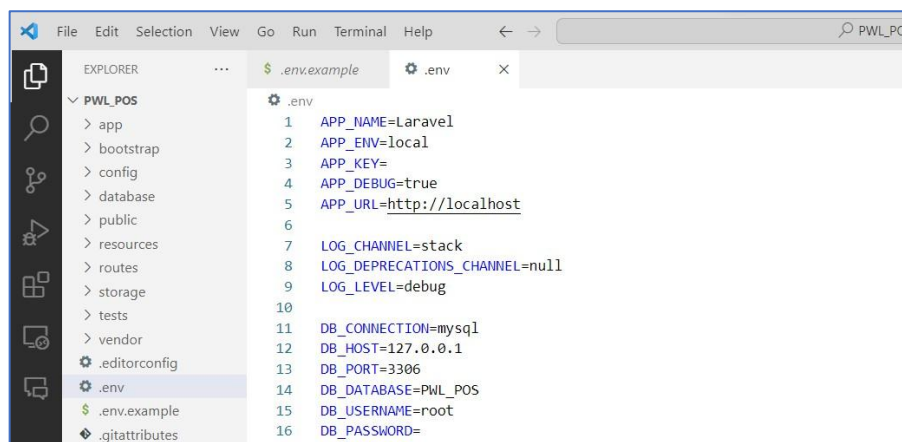 File Edit Selection View Go Run Terminal Help ← → PWL_PO
EXPLORER ...
PWL_POS
app
bootstrap
config
database
public
resources
routes
storage
tests
vendor
.editorconfig
.env
$ .env.example
.gitattributes
$ .env.example .env ×
.env
1 APP_NAME=Laravel
2 APP_ENV=local
3 APP_KEY=
4 APP_DEBUG=true
5 APP_URL=http://localhost
6
7 LOG_CHANNEL=stack
8 LOG_DEPRECATIONS_CHANNEL=null
9 LOG_LEVEL=debug
10
11 DB_CONNECTION=mysql
12 DB_HOST=127.0.0.1
13 DB_PORT=3306
14 DB_DATABASE=PWL_POS
15 DB_USERNAME=root
16 DB_PASSWORD=